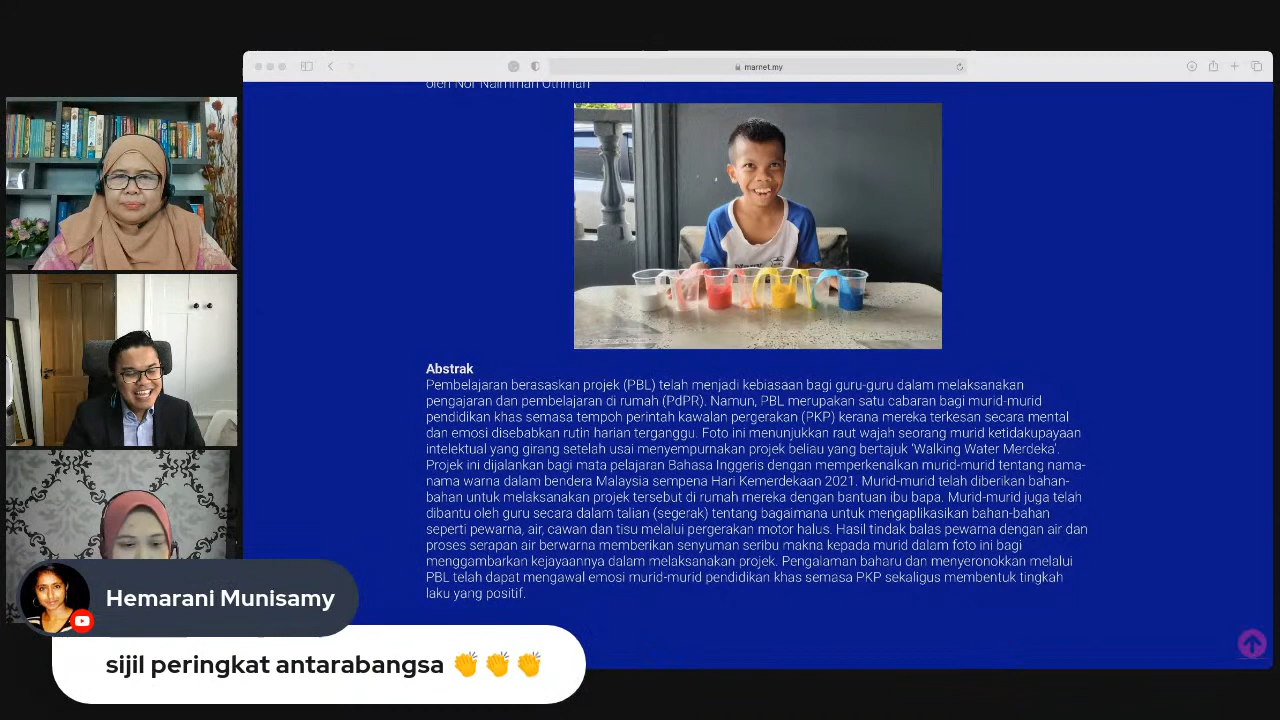 marnet.my
oleh Nor Naimmah Othman
Abstrak
Pembelajaran berasaskan projek (PBL) telah menjadi kebiasaan bagi guru-guru dalam melaksanakan
pengajaran dan pembelajaran di rumah (PdPR). Namun, PBL merupakan satu cabaran bagi murid-murid
pendidikan khas semasa tempoh perintah kawalan pergerakan (PKP) kerana mereka terkesan secara mental
dan emosi disebabkan rutin harian terganggu. Foto ini menunjukkan raut wajah seorang murid ketidakupayaan
intelektual yang girang setelah usai menyempurnakan projek beliau yang bertajuk ‘Walking Water Merdeka’.
Projek ini dijalankan bagi mata pelajaran Bahasa Inggeris dengan memperkenalkan murid-murid tentang nama-
nama warna dalam bendera Malaysia sempena Hari Kemerdekaan 2021. Murid-murid telah diberikan bahan-
bahan untuk melaksanakan projek tersebut di rumah mereka dengan bantuan ibu bapa. Murid-murid juga telah
dibantu oleh guru secara dalam talian (segerak) tentang bagaimana untuk mengaplikasikan bahan-bahan
seperti pewarna, air, cawan dan tisu melalui pergerakan motor halus. Hasil tindak balas pewarna dengan air dan
proses serapan air berwarna memberikan senyuman seribu makna kepada murid dalam foto ini bagi
menggambarkan kejayaannya dalam melaksanakan projek. Pengalaman baharu dan menyeronokkan melalui
PBL telah dapat mengawal emosi murid-murid pendidikan khas semasa PKP sekaligus membentuk tingkah
laku yang positif.
Hemarani Munisamy
sijil peringkat antarabangsa 👏👏👏